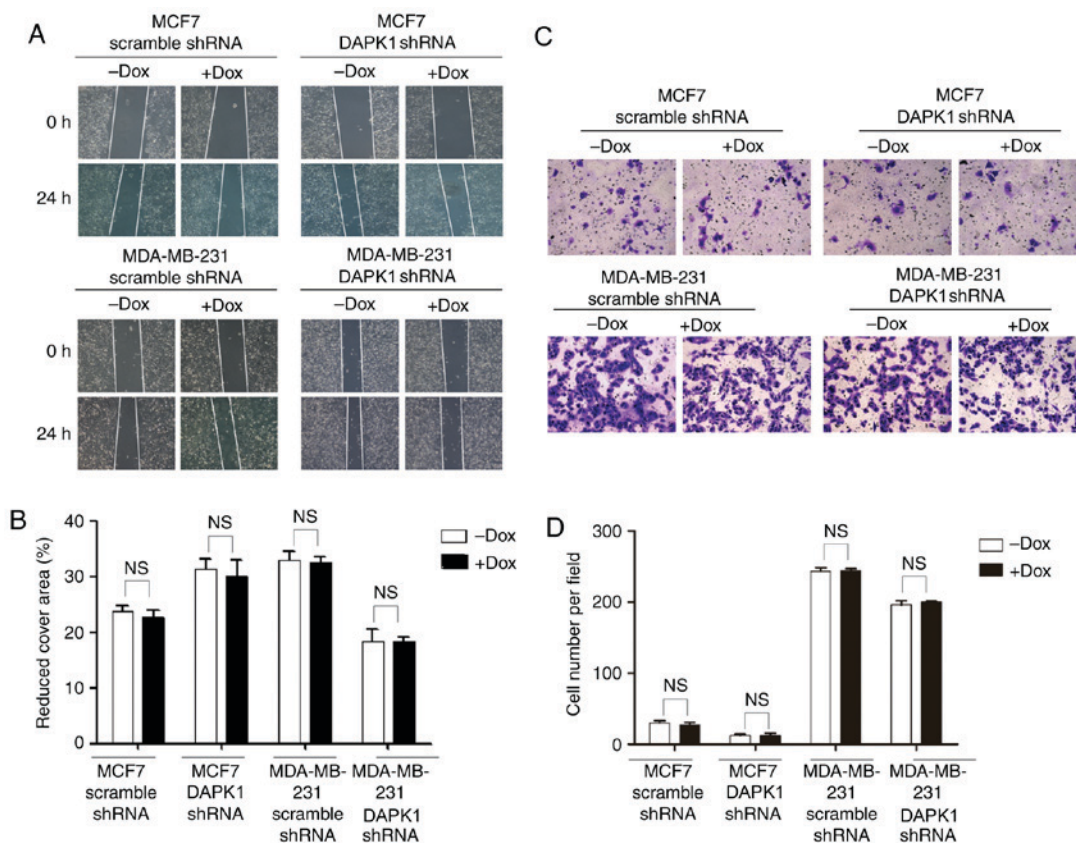 A
MCF7
scramble shRNA
MCF7
DAPK1 shRNA
–Dox
+Dox
–Dox
+Dox
0 h
24 h
MDA-MB-231
scramble shRNA
MDA-MB-231
DAPK1 shRNA
–Dox
+Dox
–Dox
+Dox
0 h
24 h
B
Reduced cover area (%)
40
30
20
10
0
NS
NS
NS
NS
–Dox
+Dox
MCF7
scramble
shRNA
MCF7
DAPK1
shRNA
MDA-MB-
231
scramble
shRNA
MDA-MB-
231
DAPK1
shRNA
C
MCF7
scramble shRNA
MCF7
DAPK1 shRNA
–Dox
+Dox
–Dox
+Dox
MDA-MB-231
scramble shRNA
MDA-MB-231
DAPK1 shRNA
–Dox
+Dox
–Dox
+Dox
D
Cell number per field
300
200
100
0
NS
NS
NS
NS
–Dox
+Dox
MCF7
scramble
shRNA
MCF7
DAPK1
shRNA
MDA-MB-
231
scramble
shRNA
MDA-MB-
231
DAPK1
shRNA